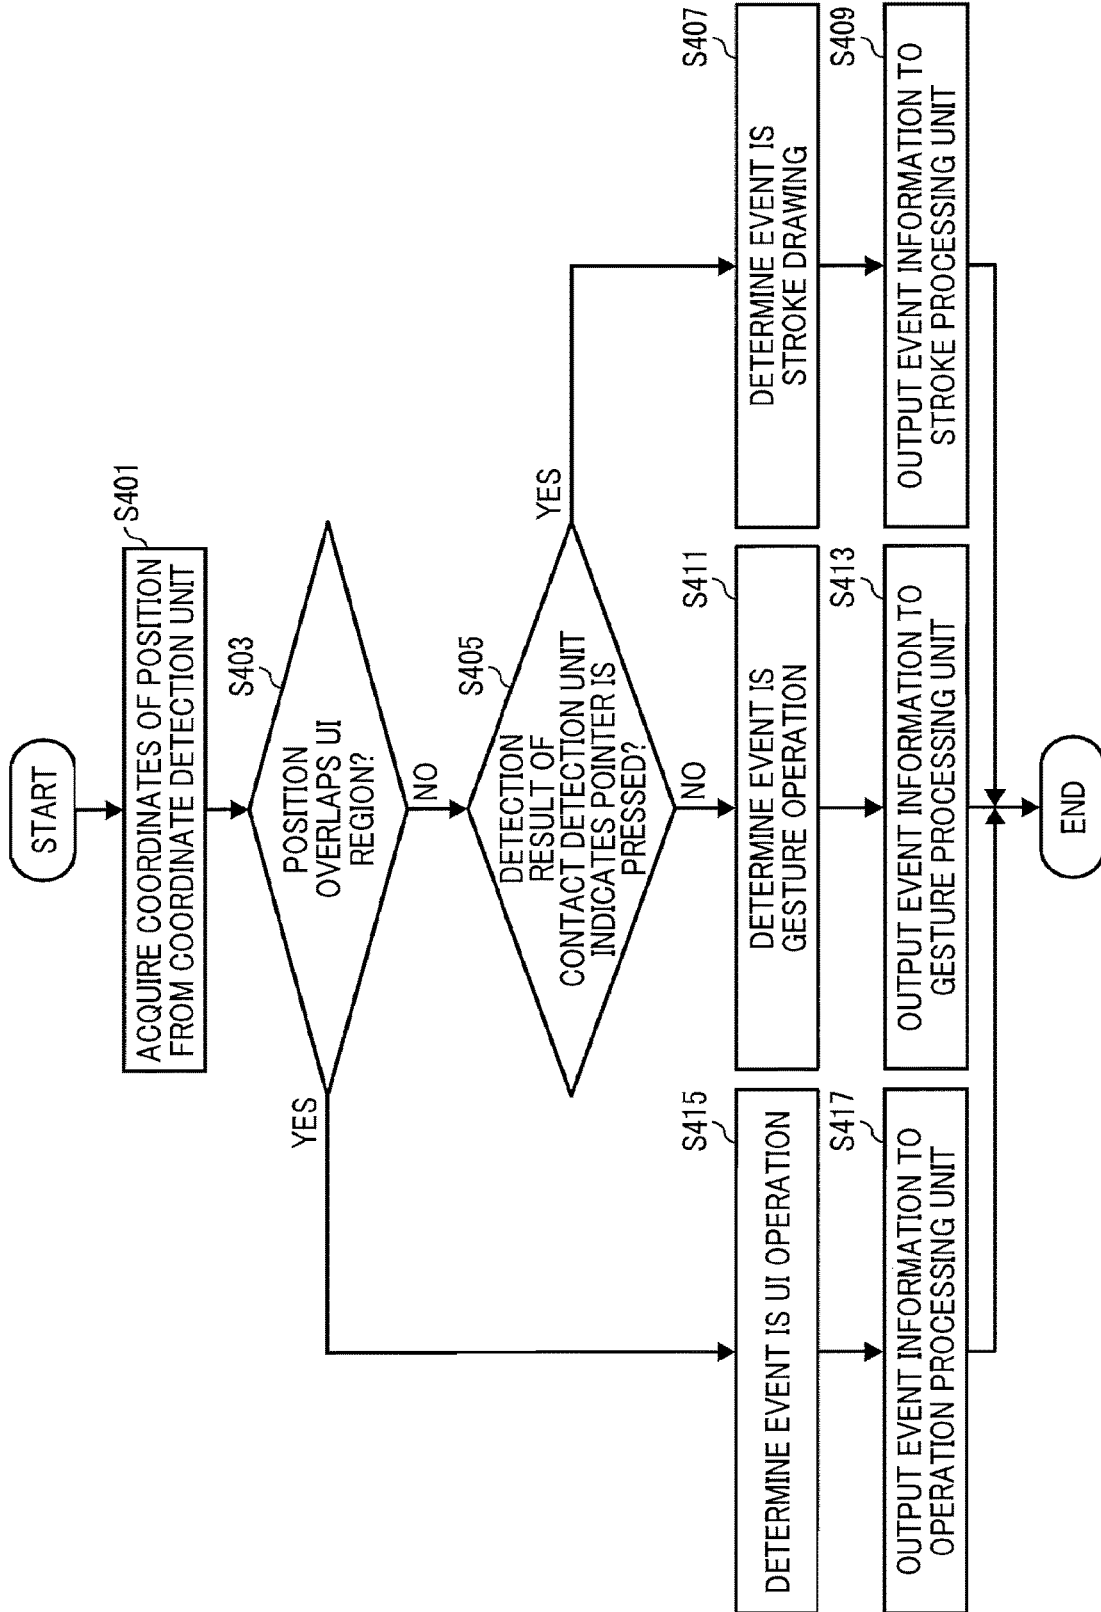 START
S401
ACQUIRE COORDINATES OF POSITION
FROM COORDINATE DETECTION UNIT
S403
POSITION
OVERLAPS UI
REGION?
YES
NO
S405
DETECTION
RESULT OF
CONTACT DETECTION UNIT
INDICATES POINTER IS
PRESSED?
YES
NO
S415
DETERMINE EVENT IS UI OPERATION
S411
DETERMINE EVENT IS
GESTURE OPERATION
S407
DETERMINE EVENT IS
STROKE DRAWING
S417
OUTPUT EVENT INFORMATION TO
OPERATION PROCESSING UNIT
S413
OUTPUT EVENT INFORMATION TO
GESTURE PROCESSING UNIT
S409
OUTPUT EVENT INFORMATION TO
STROKE PROCESSING UNIT
END